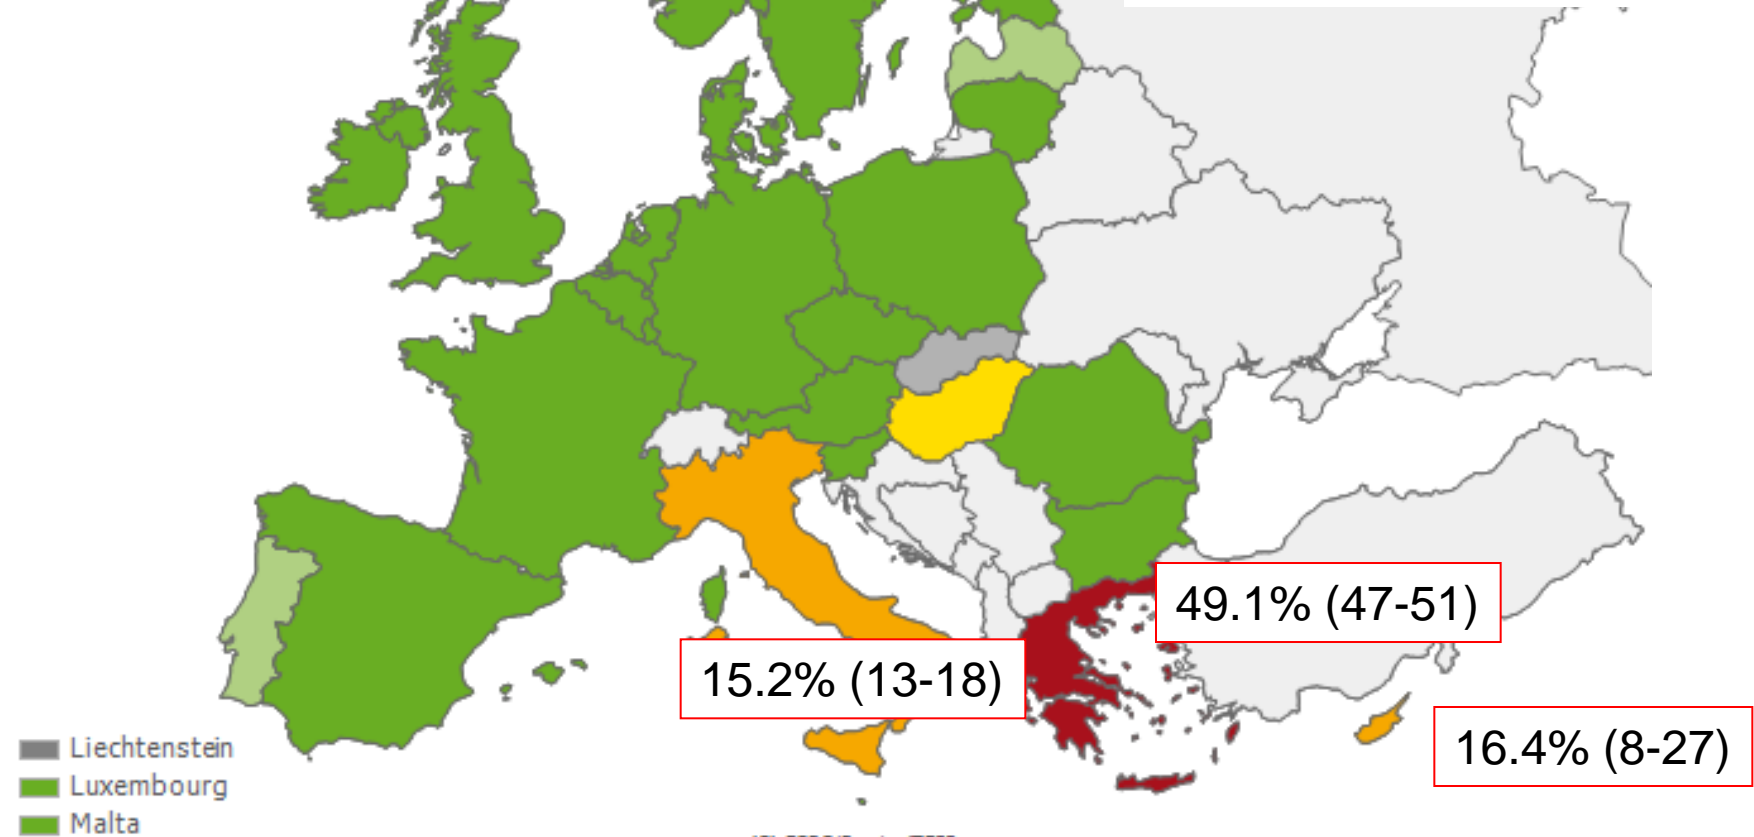 49.1% (47-51)
15.2% (13-18)
16.4% (8-27)
Liechtenstein
Luxembourg
Malta